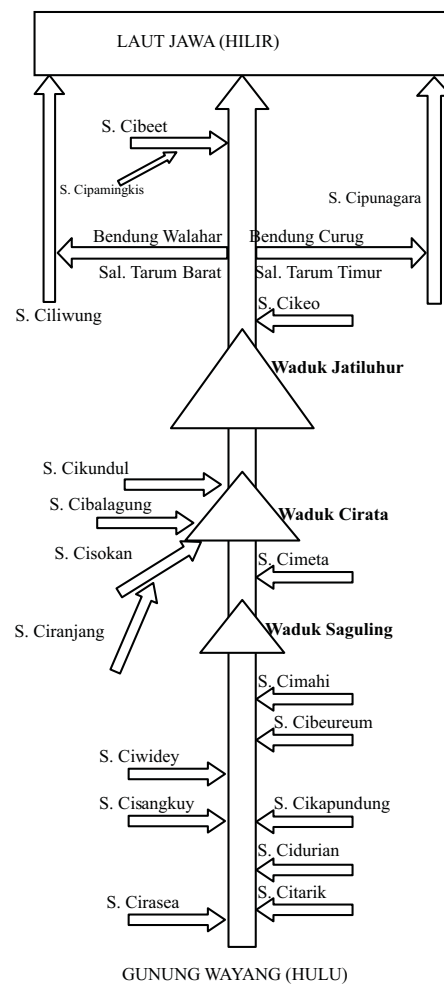 LAUT JAWA (HILIR)
S. Cibeet
S. Cipamingkis
S. Cipunagara
Bendung Walahar
Bendung Curug
Sal. Tarum Barat
Sal. Tarum Timur
S. Ciliwung
S. Cikeo
Waduk Jatiluhur
S. Cikundul
S. Cibalagung
Waduk Cirata
S. Cisokan
S. Cimeta
S. Ciranjang
Waduk Saguling
S. Cimahi
S. Cibeureum
S. Ciwidey
S. Cisangkuy
S. Cikapundung
S. Cidurian
S. Citarik
S. Cirasea
GUNUNG WAYANG (HULU)